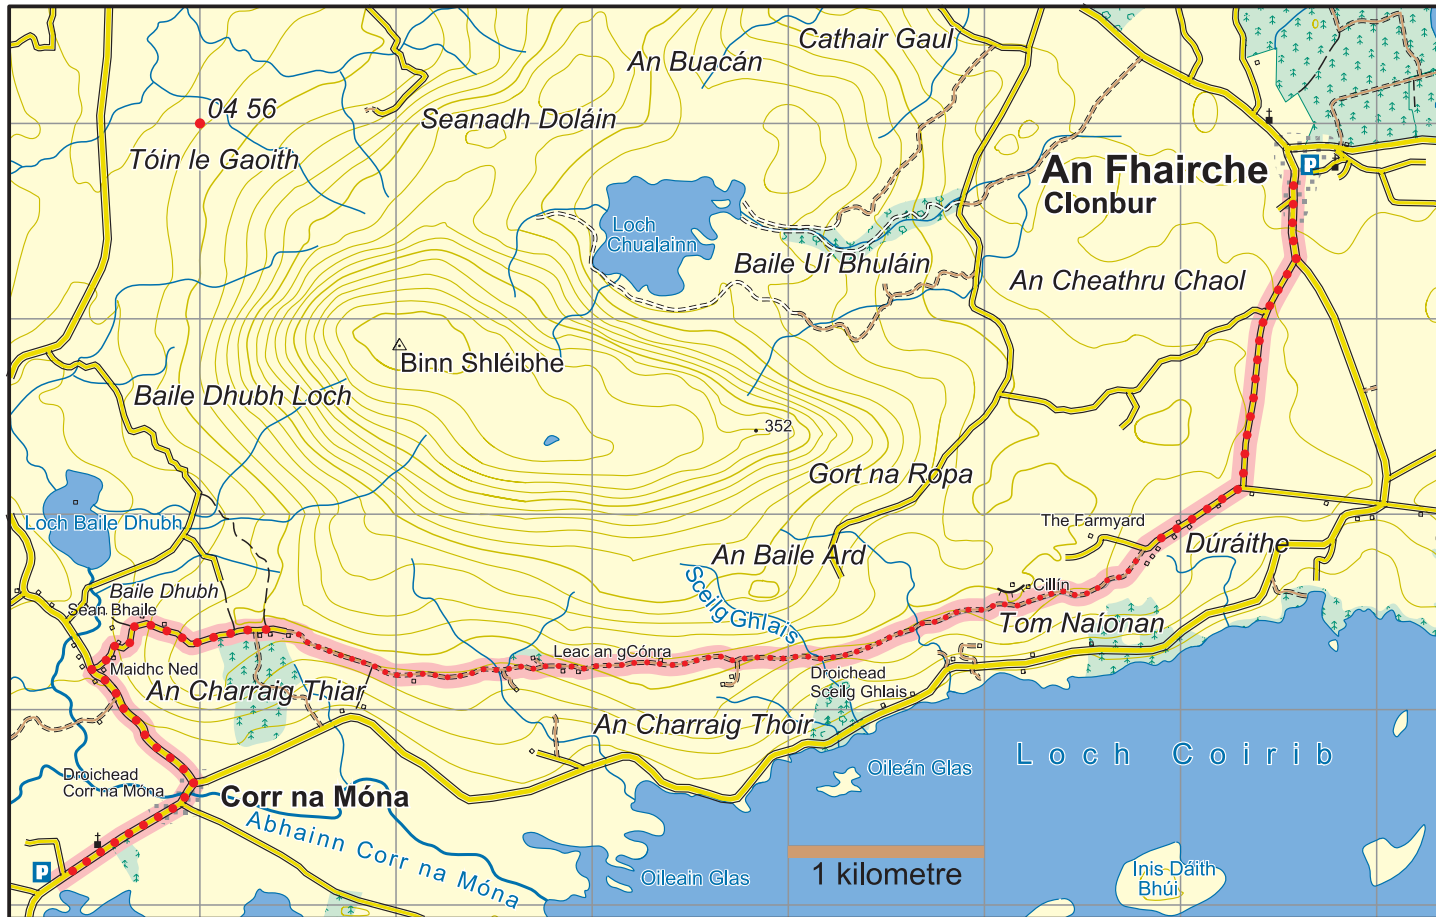 Cathair Gaul
An Buacán
04 56
Seanadh Doláin
Tóin le Gaoith
P
An Fhairche
Clonbur
Loch
Chualainn
Baile Uí Bhuláin
An Cheathru Chaol
Binn Shléibhe
Baile Dhubh Loch
352
Gort na Ropa
Loch Baile Dhubh
The Farmyard
Dúráithe
An Baile Ard
Sceilg Ghlais
Cillín
Baile Dhubh
Sean Bhaile
Tom Naíonan
Leac an gCónra
Maidhc Ned
Droichead
Sceilg Ghlais
An Charraig Thiar
An Charraig Thoir
Loch Coirib
Oileán Glas
Droichead
Corr na Móna
Corr na Móna
Abhainn Corr na Móna
1 kilometre
P
Oileain Glas
Inis Dáith
Bhúi